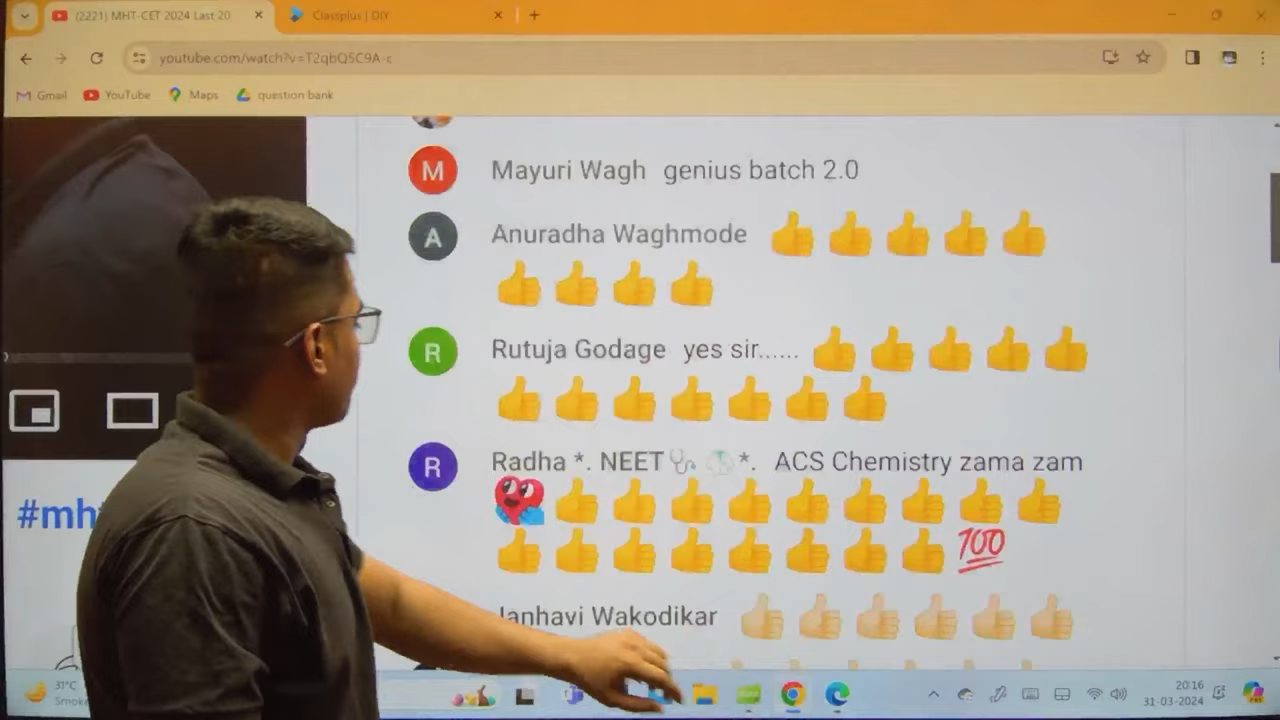 (2221) MHT-CET 2024 Last 20
Classplus | DIY
youtube.com/watch?v=T2qbQ5C9A-c
Gmail
YouTube
Maps
question bank
M
Mayuri Wagh genius batch 2.0
A
Anuradha Waghmode
R
Rutuja Godage yes sir......
R
Radha *. NEET *. ACS Chemistry zama zam
100
Janhavi Wakodikar
#mh
31°C
Smoke
20:16
31-03-2024